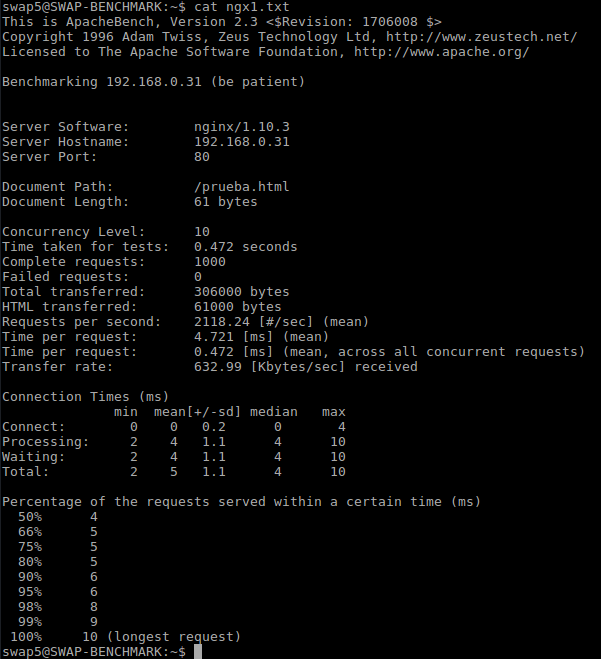 swap5@SWAP-BENCHMARK:~$ cat ngx1.txt
This is ApacheBench, Version 2.3 <$Revision: 1706008 $>
Copyright 1996 Adam Twiss, Zeus Technology Ltd, http://www.zeustech.net/
Licensed to The Apache Software Foundation, http://www.apache.org/

Benchmarking 192.168.0.31 (be patient)


Server Software:        nginx/1.10.3
Server Hostname:        192.168.0.31
Server Port:            80

Document Path:          /prueba.html
Document Length:        61 bytes

Concurrency Level:      10
Time taken for tests:   0.472 seconds
Complete requests:      1000
Failed requests:        0
Total transferred:      306000 bytes
HTML transferred:       61000 bytes
Requests per second:    2118.24 [#/sec] (mean)
Time per request:       4.721 [ms] (mean)
Time per request:       0.472 [ms] (mean, across all concurrent requests)
Transfer rate:          632.99 [Kbytes/sec] received

Connection Times (ms)
              min  mean[+/-sd] median   max
Connect:        0    0   0.2      0       4
Processing:     2    4   1.1      4      10
Waiting:        2    4   1.1      4      10
Total:          2    5   1.1      4      10

Percentage of the requests served within a certain time (ms)
  50%      4
  66%      5
  75%      5
  80%      5
  90%      6
  95%      6
  98%      8
  99%      9
 100%     10 (longest request)
swap5@SWAP-BENCHMARK:~$